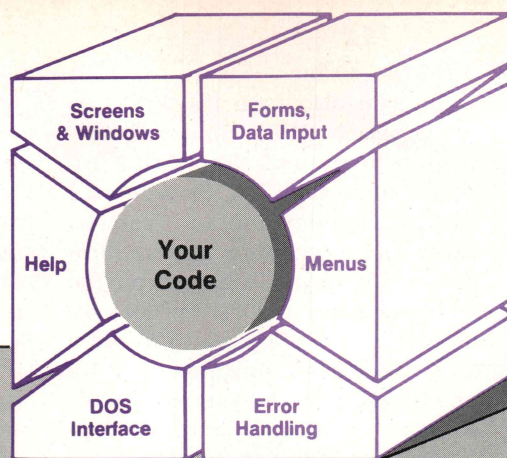 Screens
& Windows
Forms,
Data Input
Help
Your
Code
Menus
DOS
Interface
Error
Handling